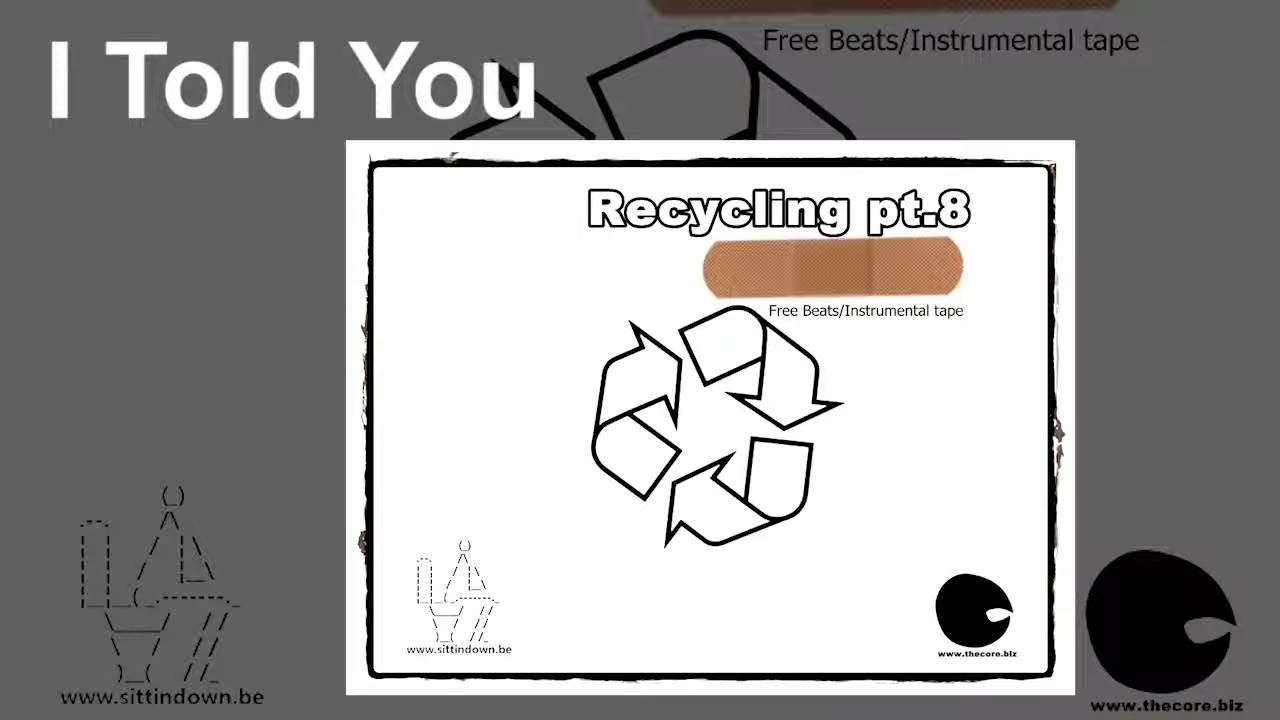 I Told You
Free Beats/Instrumental tape
Recycling pt.8
Free Beats/Instrumental tape
www.sittindown.be
www.thecore.biz
www.sittindown.be
www.thecore.biz